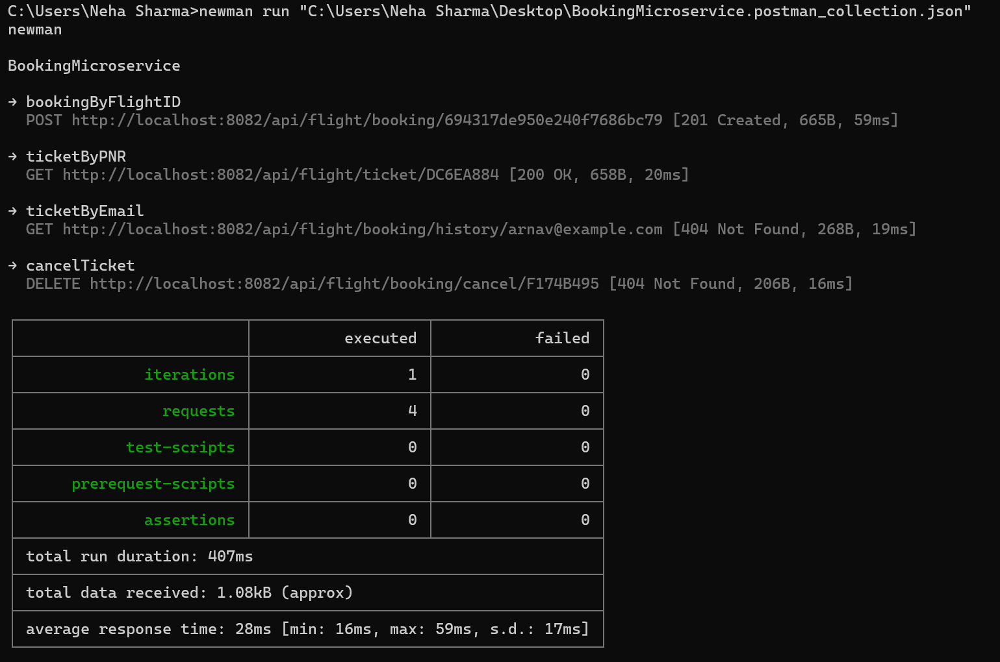 C:\Users\Neha Sharma>newman run "C:\Users\Neha Sharma\Desktop\BookingMicroservice.postman_collection.json"
newman
BookingMicroservice
→ bookingByFlightID
POST http://localhost:8082/api/flight/booking/694317de950e240f7686bc79 [201 Created, 665B, 59ms]
→ ticketByPNR
GET http://localhost:8082/api/flight/ticket/DC6EA884 [200 OK, 658B, 20ms]
→ ticketByEmail
GET http://localhost:8082/api/flight/booking/history/arnav@example.com [404 Not Found, 268B, 19ms]
→ cancelTicket
DELETE http://localhost:8082/api/flight/booking/cancel/F174B495 [404 Not Found, 206B, 16ms]
executed failed
iterations 1 0
requests 4 0
test-scripts 0 0
prerequest-scripts 0 0
assertions 0 0
total run duration: 407ms
total data received: 1.08kB (approx)
average response time: 28ms [min: 16ms, max: 59ms, s.d.: 17ms]